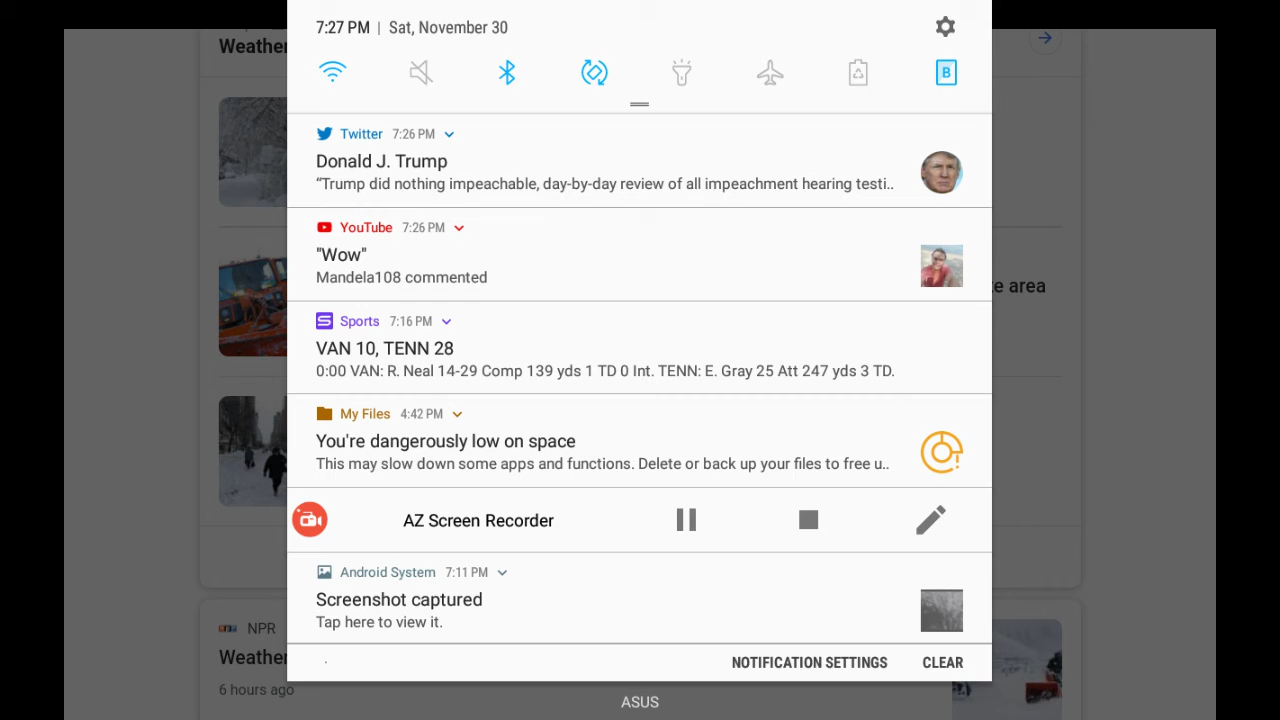 7:27 PM | Sat, November 30
Weather
B
Twitter 7:26 PM
Donald J. Trump
“Trump did nothing impeachable, day-by-day review of all impeachment hearing testi..
YouTube 7:26 PM
"Wow"
Mandela108 commented
e area
Sports 7:16 PM
VAN 10, TENN 28
0:00 VAN: R. Neal 14-29 Comp 139 yds 1 TD 0 Int. TENN: E. Gray 25 Att 247 yds 3 TD.
My Files 4:42 PM
You're dangerously low on space
This may slow down some apps and functions. Delete or back up your files to free u..
AZ Screen Recorder
Android System 7:11 PM
Screenshot captured
Tap here to view it.
NPR
Weather
NOTIFICATION SETTINGS CLEAR
6 hours ago
ASUS